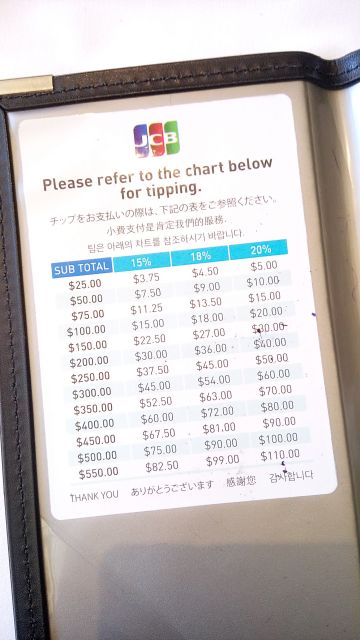 JCB
Please refer to the chart below
for tipping.
チップをお支払いの際は、下記の表をご参照ください。
小費支付是肯定我們的服務.
팁은 아래의 차트를 참조하시기 바랍니다.
SUB TOTAL 15% 18% 20%
$25.00 $3.75 $4.50 $5.00
$50.00 $7.50 $9.00 $10.00
$75.00 $11.25 $13.50 $15.00
$100.00 $15.00 $18.00 $20.00
$150.00 $22.50 $27.00 $30.00
$200.00 $30.00 $36.00 $40.00
$250.00 $37.50 $45.00 $50.00
$300.00 $45.00 $54.00 $60.00
$350.00 $52.50 $63.00 $70.00
$400.00 $60.00 $72.00 $80.00
$450.00 $67.50 $81.00 $90.00
$500.00 $75.00 $90.00 $100.00
$550.00 $82.50 $99.00 $110.00
THANK YOU ありがとうございます 感謝您 감사합니다